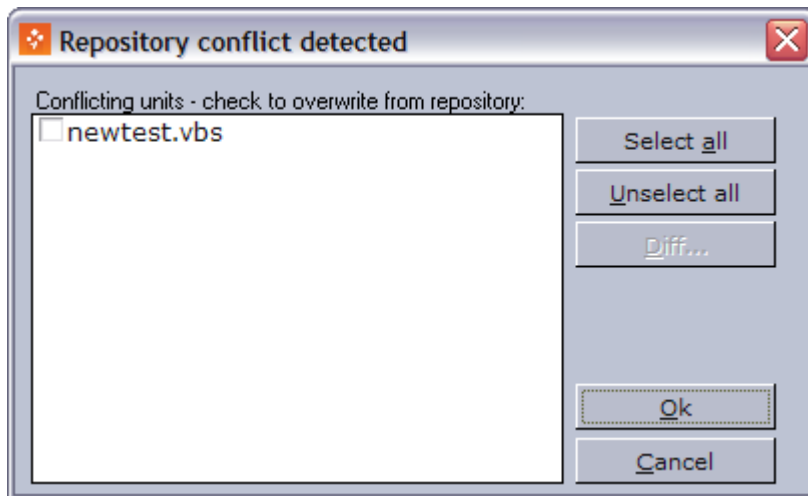 Repository conflict detected
Conflicting units - check to overwrite from repository:
newtest.vbs
Select all
Unselect all
Diff...
Ok
Cancel